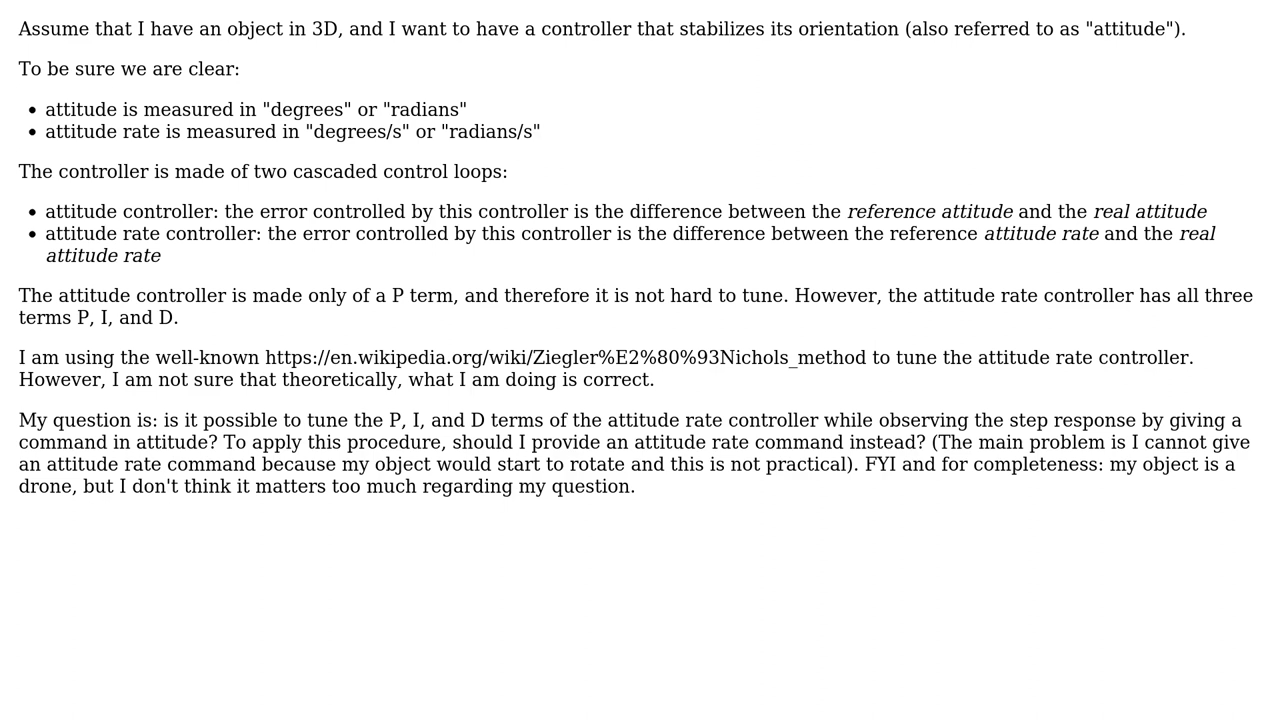 Assume that I have an object in 3D, and I want to have a controller that stabilizes its orientation (also referred to as "attitude").
To be sure we are clear:
• attitude is measured in "degrees" or "radians"
• attitude rate is measured in "degrees/s" or "radians/s"
The controller is made of two cascaded control loops:
• attitude controller: the error controlled by this controller is the difference between the reference attitude and the real attitude
• attitude rate controller: the error controlled by this controller is the difference between the reference attitude rate and the real
attitude rate
The attitude controller is made only of a P term, and therefore it is not hard to tune. However, the attitude rate controller has all three
terms P, I, and D.
I am using the well-known https://en.wikipedia.org/wiki/Ziegler%E2%80%93Nichols_method to tune the attitude rate controller.
However, I am not sure that theoretically, what I am doing is correct.
My question is: is it possible to tune the P, I, and D terms of the attitude rate controller while observing the step response by giving a
command in attitude? To apply this procedure, should I provide an attitude rate command instead? (The main problem is I cannot give
an attitude rate command because my object would start to rotate and this is not practical). FYI and for completeness: my object is a
drone, but I don't think it matters too much regarding my question.